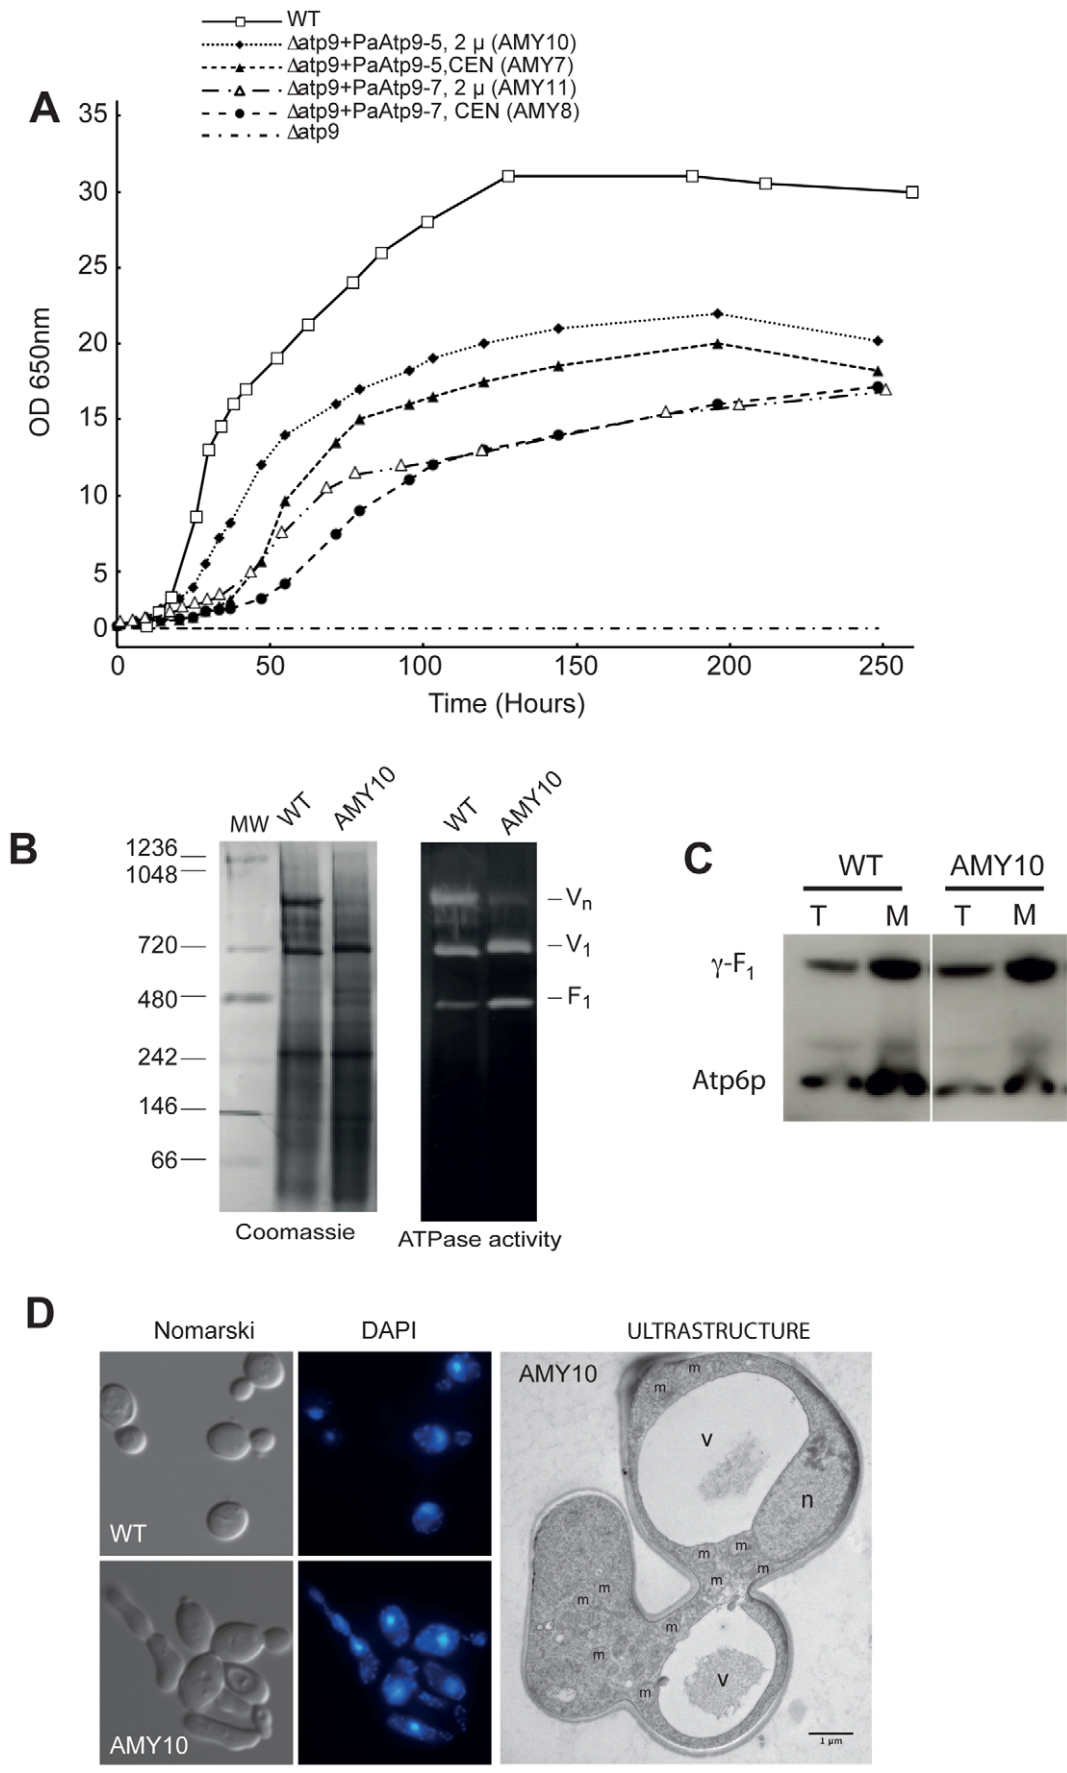 WT
Δatp9+PaAtp9-5, 2 μ (AMY10)
Δatp9+PaAtp9-5,CEN (AMY7)
Δatp9+PaAtp9-7, 2 μ (AMY11)
Δatp9+PaAtp9-7, CEN (AMY8)
Δatp9
A
35
30
25
20
15
10
5
0
OD 650nm
0 50 100 150 200 250
Time (Hours)
B
MW WT AMY10
WT AMY10
1236
1048
720
480
242
146
66
Vn
V1
F1
Coomassie
ATPase activity
C
WT AMY10
T M T M
γ-F1
Atp6p
D
Nomarski DAPI ULTRASTRUCTURE
WT
AMY10
AMY10
m
m
v
n
m
m
m
m
m
m
m
m
v
m
1 μm